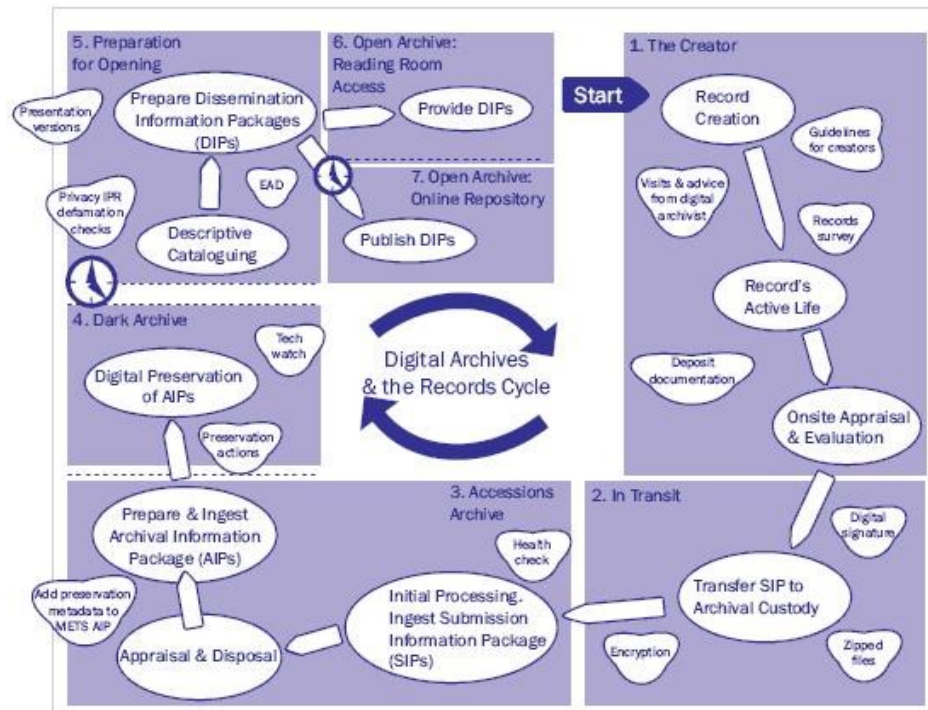 5. Preparation
for Opening
Prepare Dissemination
Information Packages
(DIPs)
Presentation
versions
EAD
Privacy IPR
defamation
checks
Descriptive
Cataloguing
6. Open Archive:
Reading Room
Access
Provide DIPs
7. Open Archive:
Online Repository
Publish DIPs
Start
1. The Creator
Record
Creation
Guidelines
for creators
Visits & advice
from digital
archivist
Records
survey
Record's
Active Life
Deposit
documentation
Onsite Appraisal
& Evaluation
4. Dark Archive
Tech
watch
Digital Preservation
of AIPs
Preservation
actions
Digital Archives
& the Records Cycle
3. Accessions
Archive
Prepare & Ingest
Archival Information
Package (AIPs)
Health
check
Add preservation
metadata to
METS AIP
Initial Processing.
Ingest Submission
Information Package
(SIPs)
Appraisal & Disposal
2. In Transit
Digital
signature
Transfer SIP to
Archival Custody
Encryption
Zipped
files